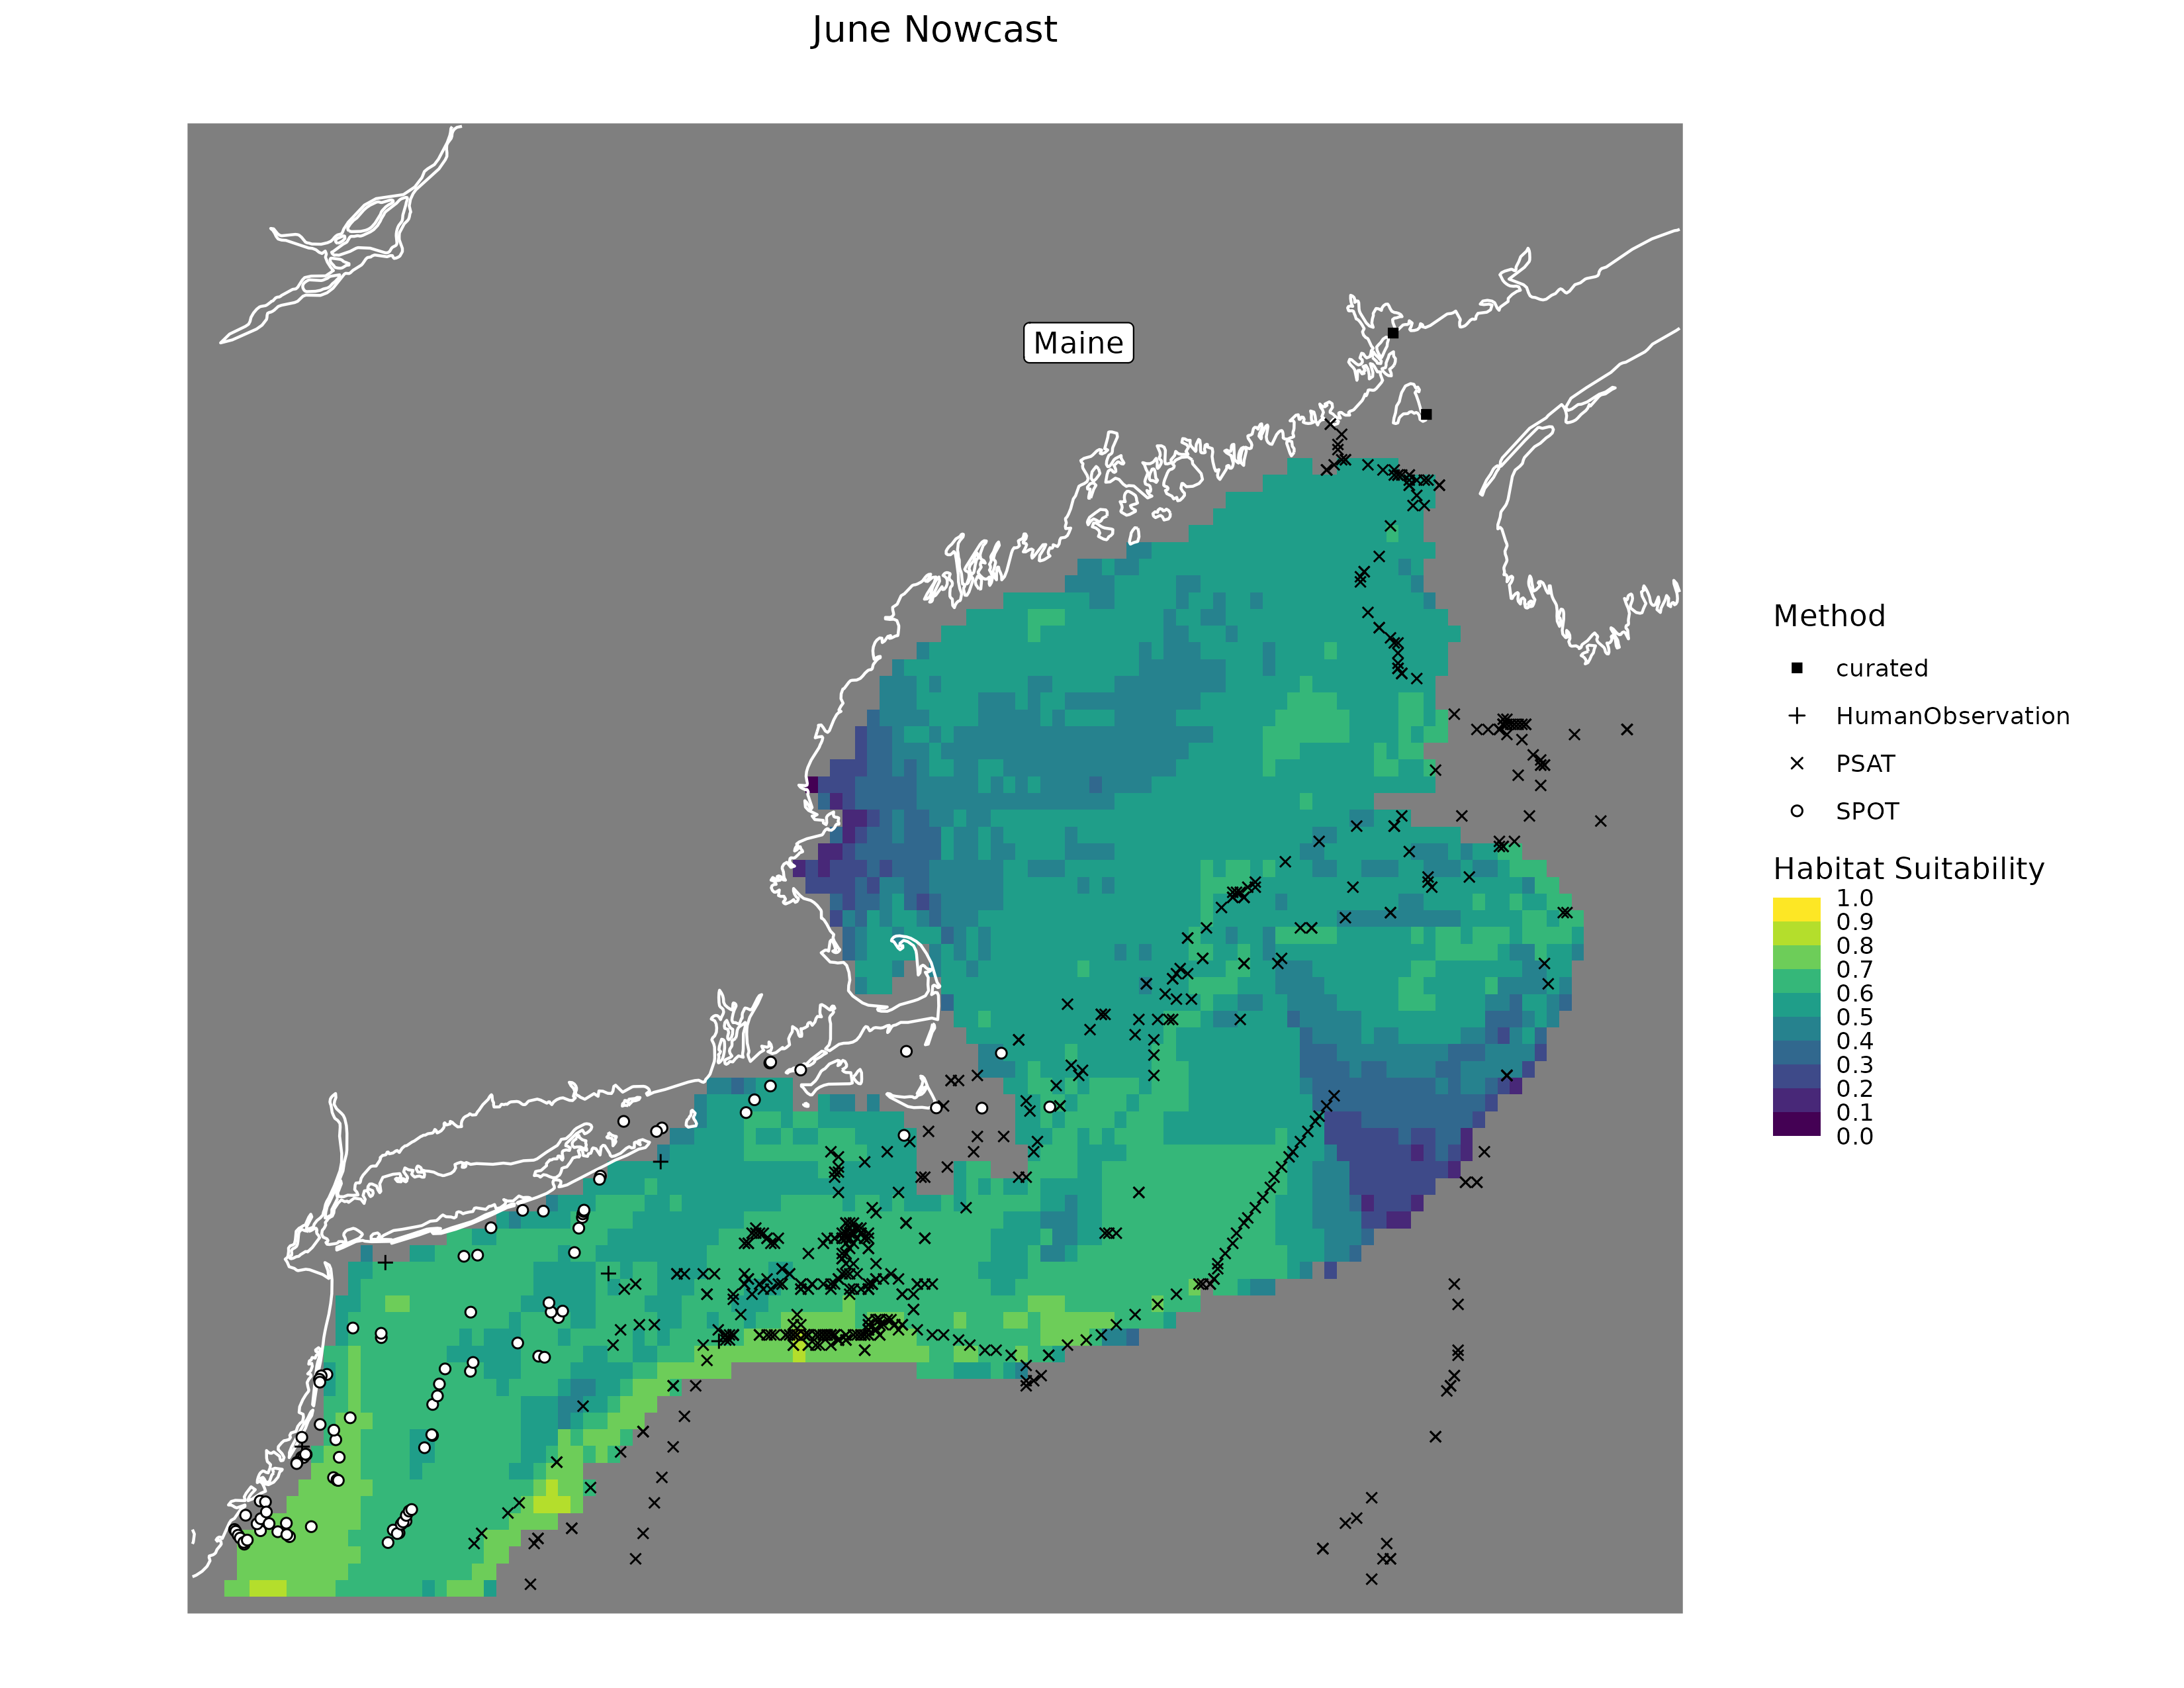 June Nowcast
Maine
Method
curated
HumanObservation
PSAT
SPOT
Habitat Suitability
1.0
0.9
0.8
0.7
0.6
0.5
0.4
0.3
0.2
0.1
0.0